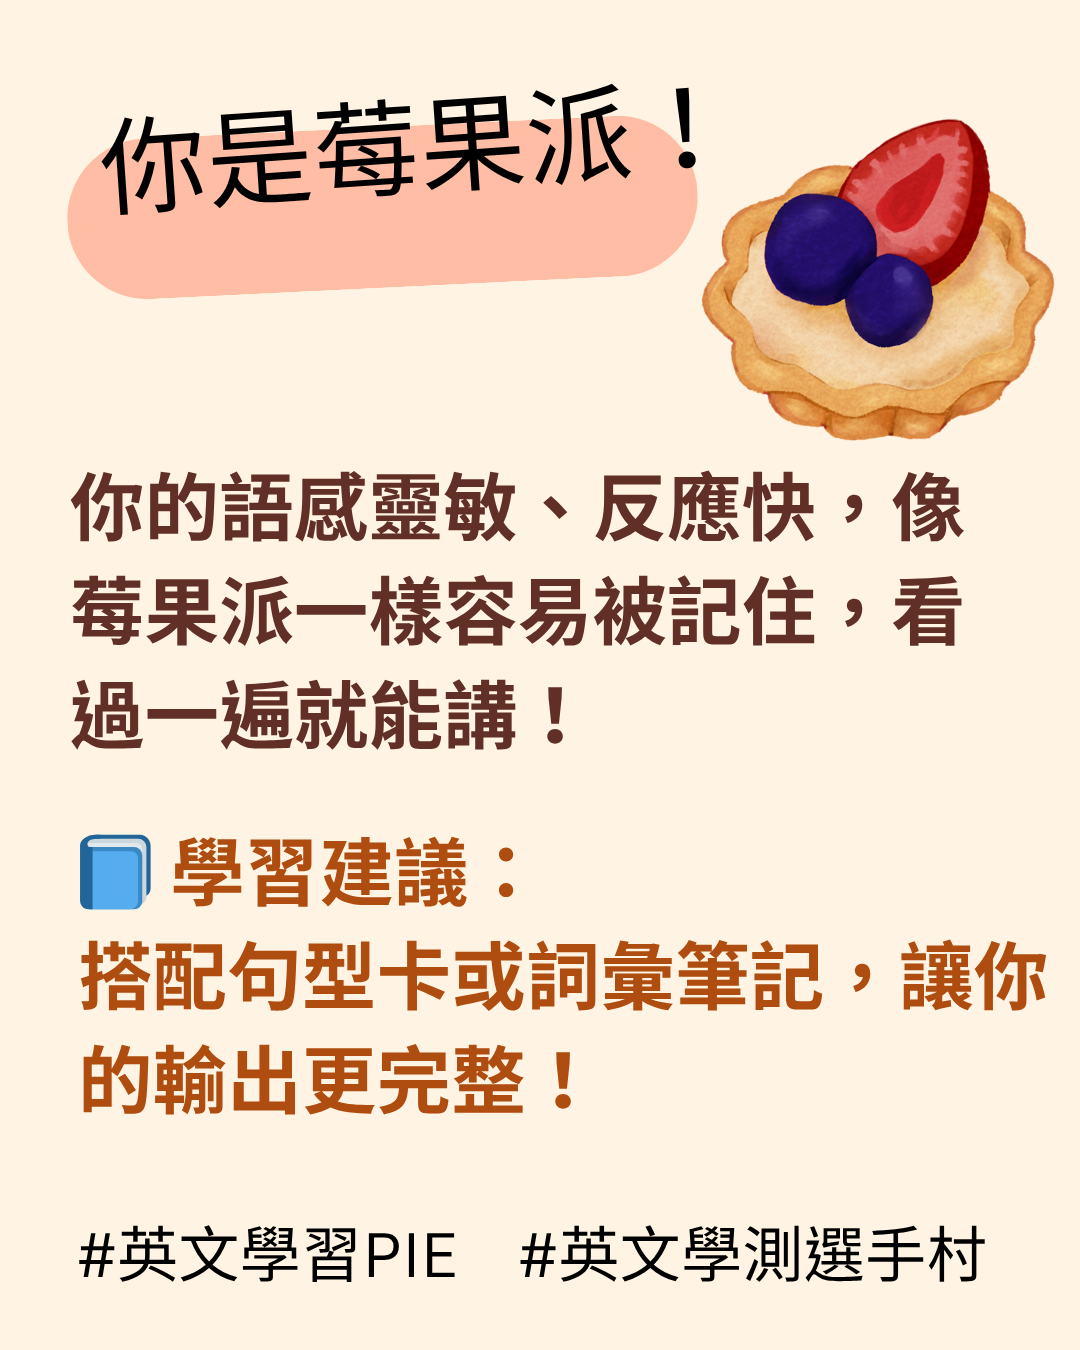 你是莓果派！
你的語感靈敏、反應快，像
莓果派一樣容易被記住，看
過一遍就能講！
學習建議：
搭配句型卡或詞彙筆記，讓你
的輸出更完整！
#英文學習PIE #英文學測選手村